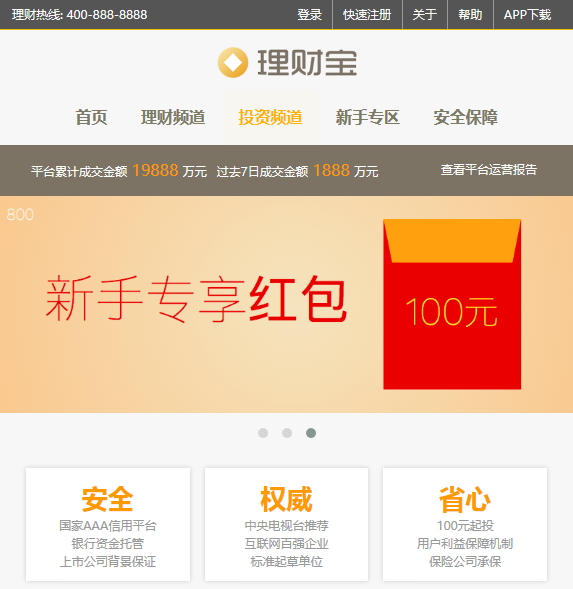 理财热线: 400-888-8888 登录 快速注册 关于 帮助 APP下载
理财宝
首页 理财频道 投资频道 新手专区 安全保障
平台累计成交金额 19888 万元 过去7日成交金额 1888 万元 查看平台运营报告
800
新手专享红包
100元
安全 权威 省心
国家AAA信用平台 中央电视台推荐 100元起投
银行资金托管 互联网百强企业 用户利益保障机制
上市公司背景保证 标准起草单位 保险公司承保